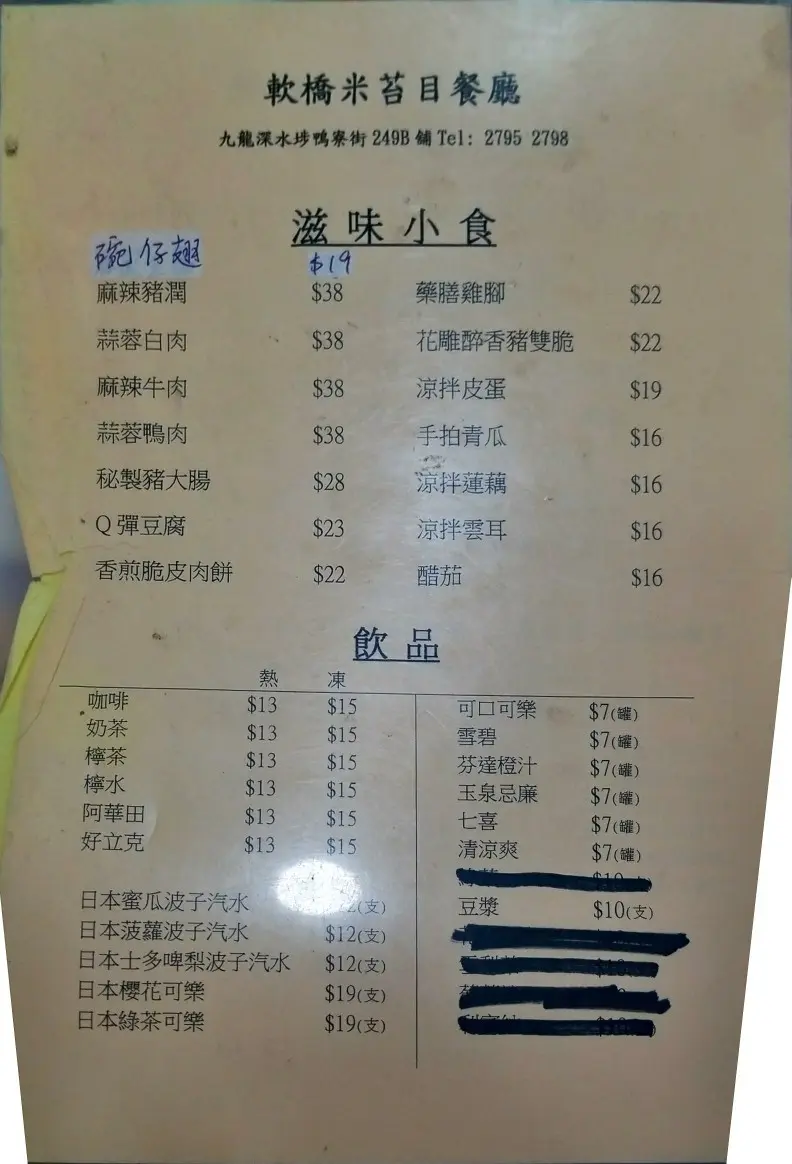 軟橋米苔目餐廳
九龍深水埗鴨寮街249B舖 Tel: 2795 2798
滋味小食
碗仔翅 $19
麻辣豬潤 $38 藥膳雞腳 $22
蒜蓉白肉 $38 花雕醉香豬雙脆 $22
麻辣牛肉 $38 涼拌皮蛋 $19
蒜蓉鴨肉 $38 手拍青瓜 $16
秘製豬大腸 $28 涼拌蓮藕 $16
Q彈豆腐 $23 涼拌雲耳 $16
香煎脆皮肉餅 $22 醋茄 $16
飲品
熱 凍
咖啡 $13 $15
奶茶 $13 $15
檸茶 $13 $15
檸水 $13 $15
阿華田 $13 $15
好立克 $13 $15
日本蜜瓜波子汽水 (支)
日本菠蘿波子汽水 $12(支)
日本士多啤梨波子汽水 $12(支)
日本櫻花可樂 $19(支)
日本綠茶可樂 $19(支)
可口可樂 $7(罐)
雪碧 $7(罐)
芬達橙汁 $7(罐)
玉泉忌廉 $7(罐)
七喜 $7(罐)
清涼爽 $7(罐)
豆漿 $10(支)